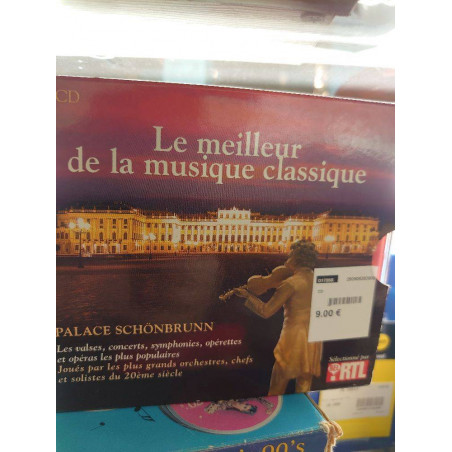 CD
Le meilleur
de la musique classique
9.00 €
PALACE SCHÖNBRUNN
Les valses, concerts, symphonies, opérettes
et opéras les plus populaires
Joués par les plus grands orchestres, chefs
et solistes du 20ème siècle
Sélectionné par
RTL
90's